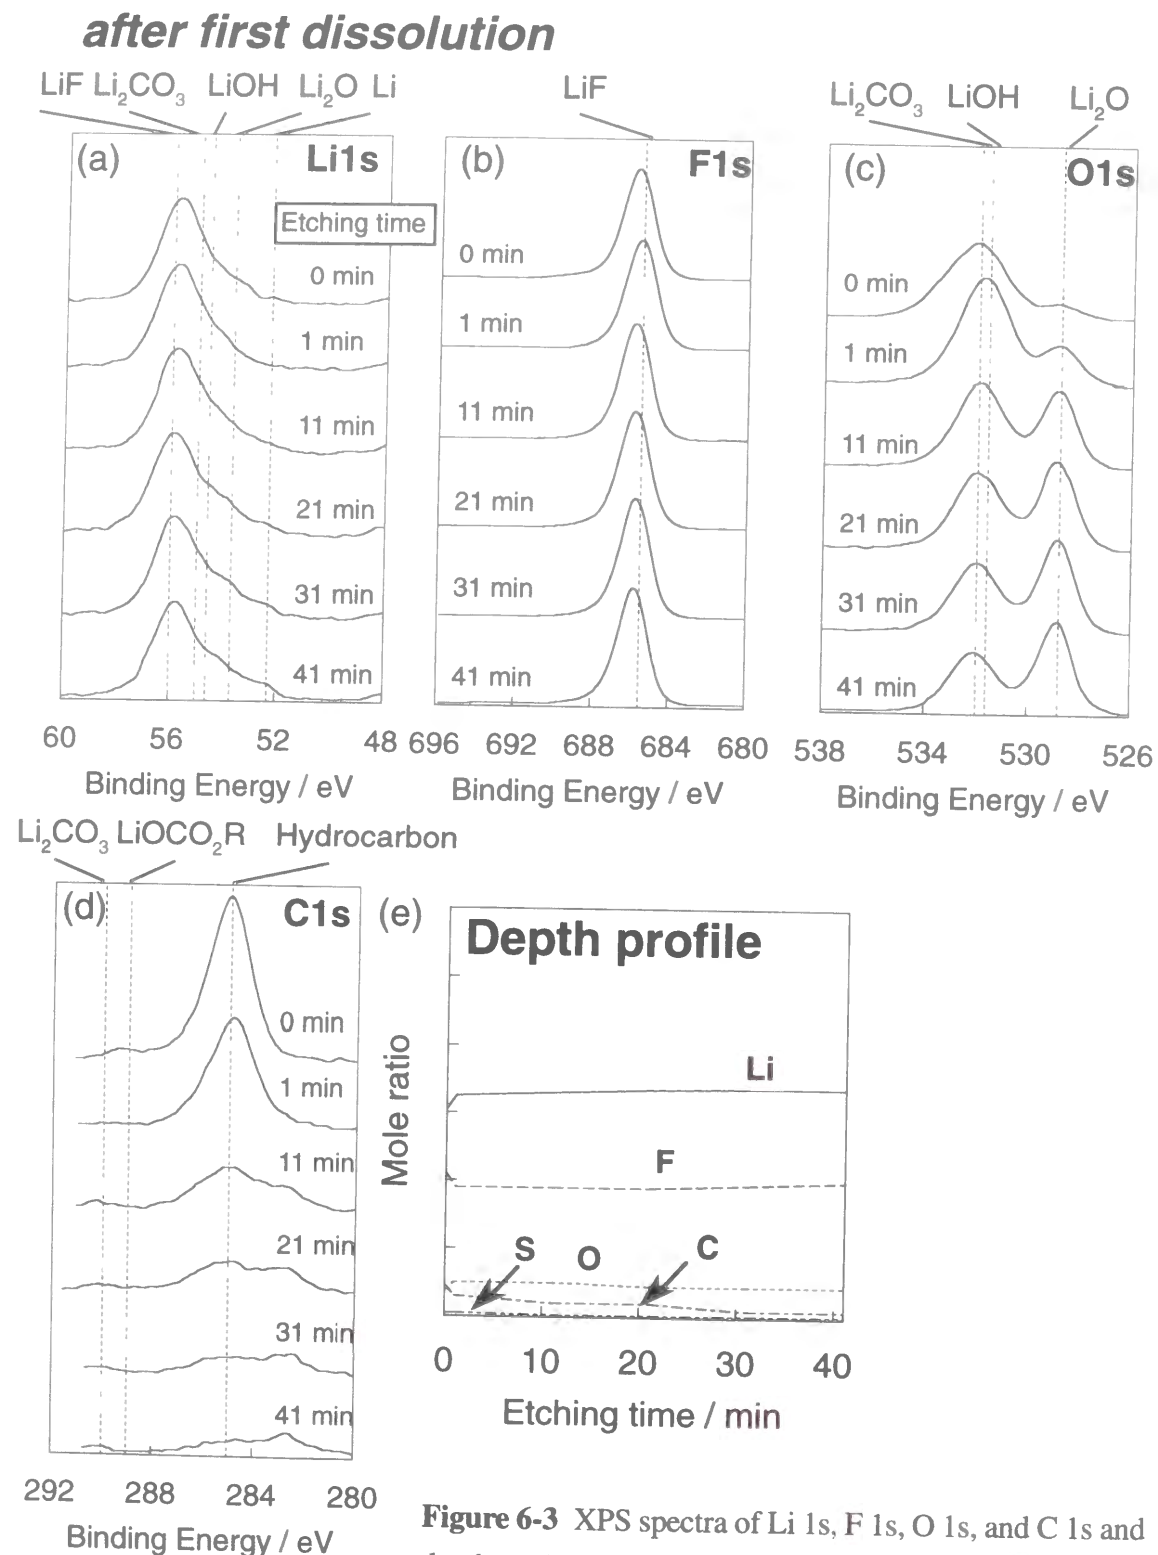 after first dissolution
LiF Li2CO3 LiOH Li2O Li
LiF
Li2CO3 LiOH Li2O
(a) Li1s
Etching time
0 min
1 min
11 min
21 min
31 min
41 min
60 56 52 48
Binding Energy / eV
(b) F1s
0 min
1 min
11 min
21 min
31 min
41 min
696 692 688 684 680
Binding Energy / eV
(c) O1s
0 min
1 min
11 min
21 min
31 min
41 min
538 534 530 526
Binding Energy / eV
Li2CO3 LiOCO2R Hydrocarbon
(d) C1s
0 min
1 min
11 min
21 min
31 min
41 min
292 288 284 280
Binding Energy / eV
(e) Depth profile
Mole ratio
Li
F
S O C
0 10 20 30 40
Etching time / min
Figure 6-3 XPS spectra of Li 1s, F 1s, O 1s, and C 1s and